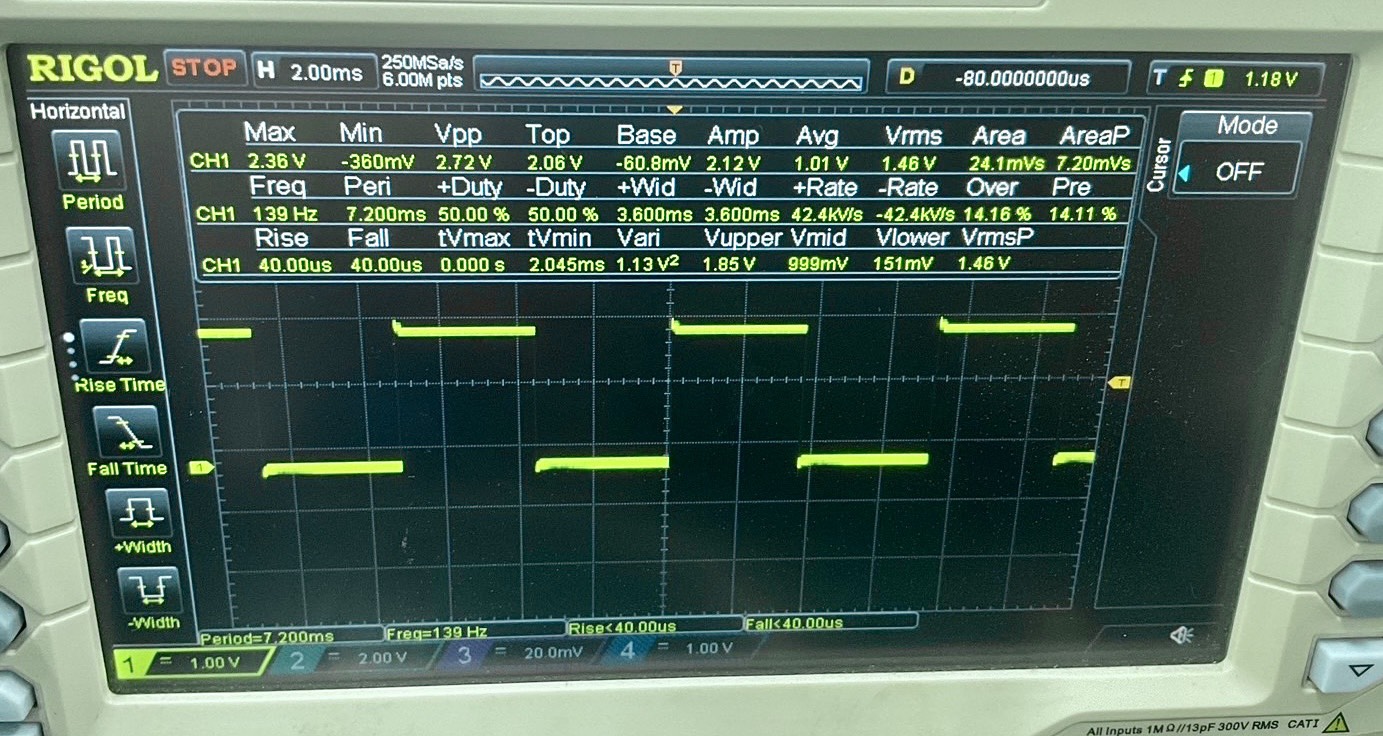 RIGOL STOP H 2.00ms 250MSa/s 6.00M pts T D -80.0000000us T 1 1.18 V
Horizontal
Period
Freq
Rise Time
Fall Time
+Width
-Width
Max Min Vpp Top Base Amp Avg Vrms Area AreaP
CH1 2.36 V -360mV 2.72 V 2.06 V -60.8mV 2.12 V 1.01 V 1.46 V 24.1mVs 7.20mVs
Freq Peri +Duty -Duty +Wid -Wid +Rate -Rate Over Pre
CH1 139 Hz 7.200ms 50.00 % 50.00 % 3.600ms 3.600ms 42.4kV/s -42.4kV/s 14.16 % 14.11 %
Rise Fall tVmax tVmin Vari Vupper Vmid Vlower VrmsP
CH1 40.00us 40.00us 0.000 s 2.045ms 1.13 V² 1.85 V 999mV 151mV 1.46 V
T
1
Cursor
Mode
OFF
Period=7.200ms Freq=139 Hz Rise<40.00us Fall<40.00us
1 = 1.00 V 2 = 2.00 V 3 = 20.0mV 4 = 1.00 V
All Inputs 1MΩ//13pF 300V RMS CAT I